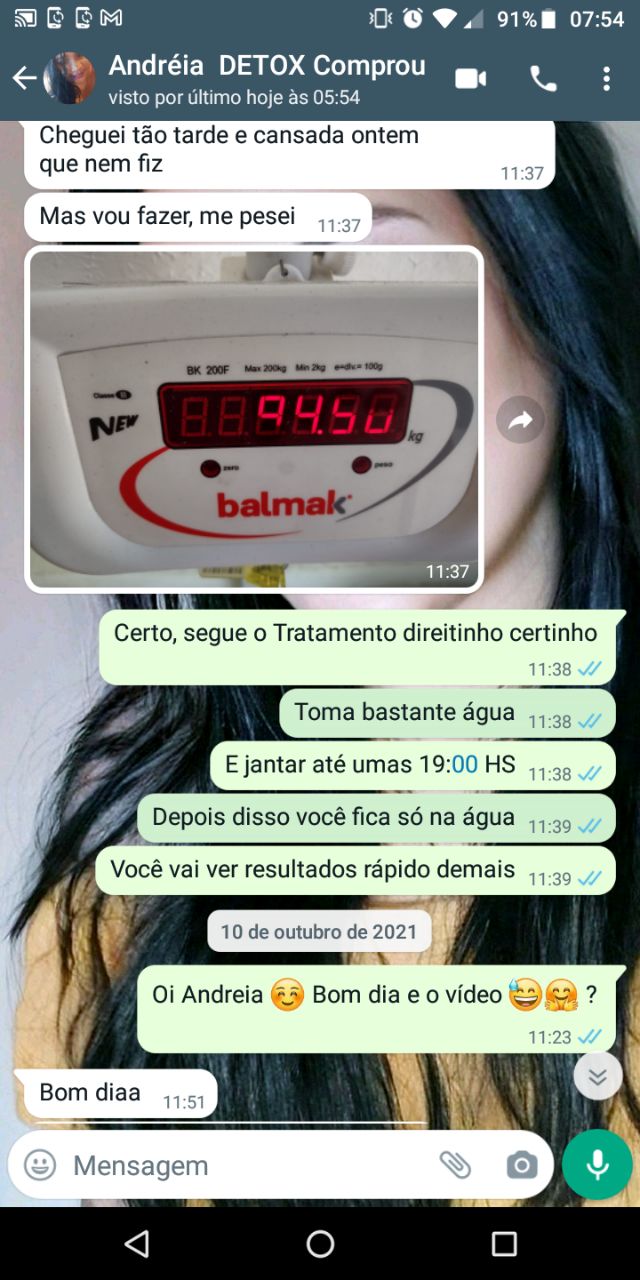 91% 07:54
Andréia DETOX Comprou
visto por último hoje às 05:54
Cheguei tão tarde e cansada ontem
que nem fiz
11:37
Mas vou fazer, me pesei 11:37
BK 200F Max 200kg Min 2kg e=div.= 100g
Classe III
NEW
94.50 kg
zero peso
balmak
11:37
Certo, segue o Tratamento direitinho certinho
11:38
Toma bastante água 11:38
E jantar até umas 19:00 HS 11:38
Depois disso você fica só na água 11:39
Você vai ver resultados rápido demais 11:39
10 de outubro de 2021
Oi Andreia ☺️ Bom dia e o vídeo 😅🤗 ?
11:23
Bom diaa 11:51
Mensagem